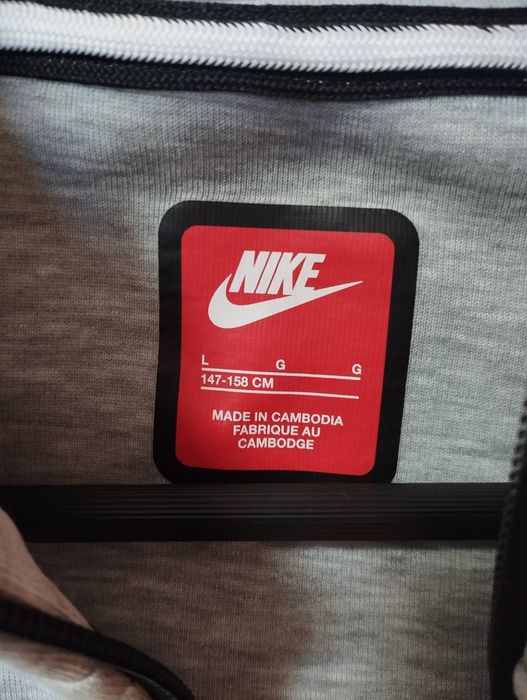 NIKE
L G G
147-158 CM
MADE IN CAMBODIA
FABRIQUE AU
CAMBODGE